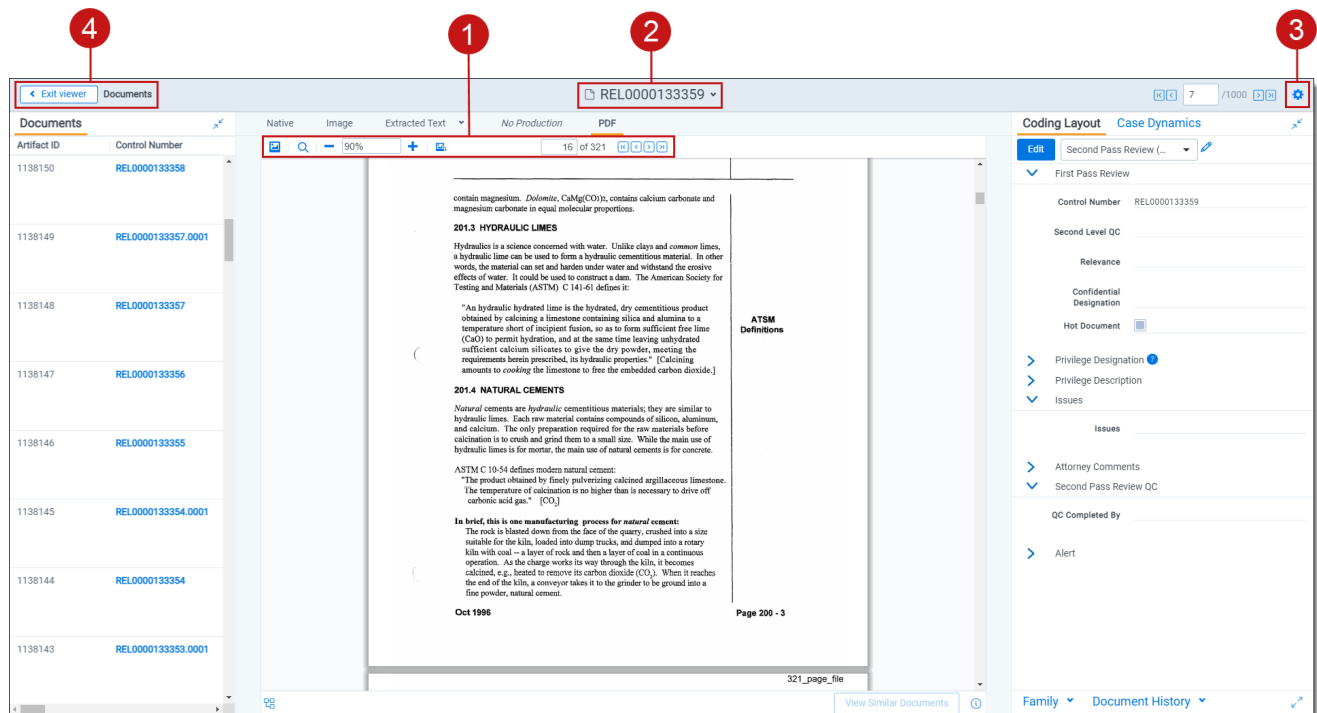 4
1
2
3
Exit viewer
Documents
REL0000133359
7 /1000
Documents
Artifact ID
Control Number
1138150
REL0000133358
1138149
REL0000133357.0001
1138148
REL0000133357
1138147
REL0000133356
1138146
REL0000133355
1138145
REL0000133354.0001
1138144
REL0000133354
1138143
REL0000133353.0001
Native
Image
Extracted Text
No Production
PDF
90%
16 of 321
contain magnesium. Dolomite, CaMg(CO3)2, contains calcium carbonate and
magnesium carbonate in equal molecular proportions.
201.3 HYDRAULIC LIMES
Hydraulics is a science concerned with water. Unlike clays and common limes,
a hydraulic lime can be used to form a hydraulic cementitious material. In other
words, the material can set and harden under water and withstand the erosive
effects of water. It could be used to construct a dam. The American Society for
Testing and Materials (ASTM) C 141-61 defines it:
"An hydraulic hydrated lime is the hydrated, dry cementitious product
obtained by calcining a limestone containing silica and alumina to a
temperature short of incipient fusion, so as to form sufficient free lime
(CaO) to permit hydration, and at the same time leaving unhydrated
sufficient calcium silicates to give the dry powder, meeting the
requirements herein prescribed, its hydraulic properties." [Calcining
amounts to cooking the limestone to free the embedded carbon dioxide.]
ATSM
Definitions
201.4 NATURAL CEMENTS
Natural cements are hydraulic cementitious materials; they are similar to
hydraulic limes. Each raw material contains compounds of silicon, aluminum,
and calcium. The only preparation required for the raw materials before
calcination is to crush and grind them to a small size. While the main use of
hydraulic limes is for mortar, the main use of natural cements is for concrete.
ASTM C 10-54 defines modern natural cement:
"The product obtained by finely pulverizing calcined argillaceous limestone.
The temperature of calcination is no higher than is necessary to drive off
carbonic acid gas." [CO2]
In brief, this is one manufacturing process for natural cement:
The rock is blasted down from the face of the quarry, crushed into a size
suitable for the kiln, loaded into dump trucks, and dumped into a rotary
kiln with coal -- a layer of rock and then a layer of coal in a continuous
operation. As the charge works its way through the kiln, it becomes
calcined, e.g., heated to remove its carbon dioxide (CO2). When it reaches
the end of the kiln, a conveyor takes it to the grinder to be ground into a
fine powder, natural cement.
Oct 1996
Page 200 - 3
321_page_file
View Similar Documents
Coding Layout
Case Dynamics
Edit
Second Pass Review (...
First Pass Review
Control Number REL0000133359
Second Level QC
Relevance
Confidential
Designation
Hot Document
Privilege Designation ?
Privilege Description
Issues
Issues
Attorney Comments
Second Pass Review QC
QC Completed By
Alert
Family
Document History